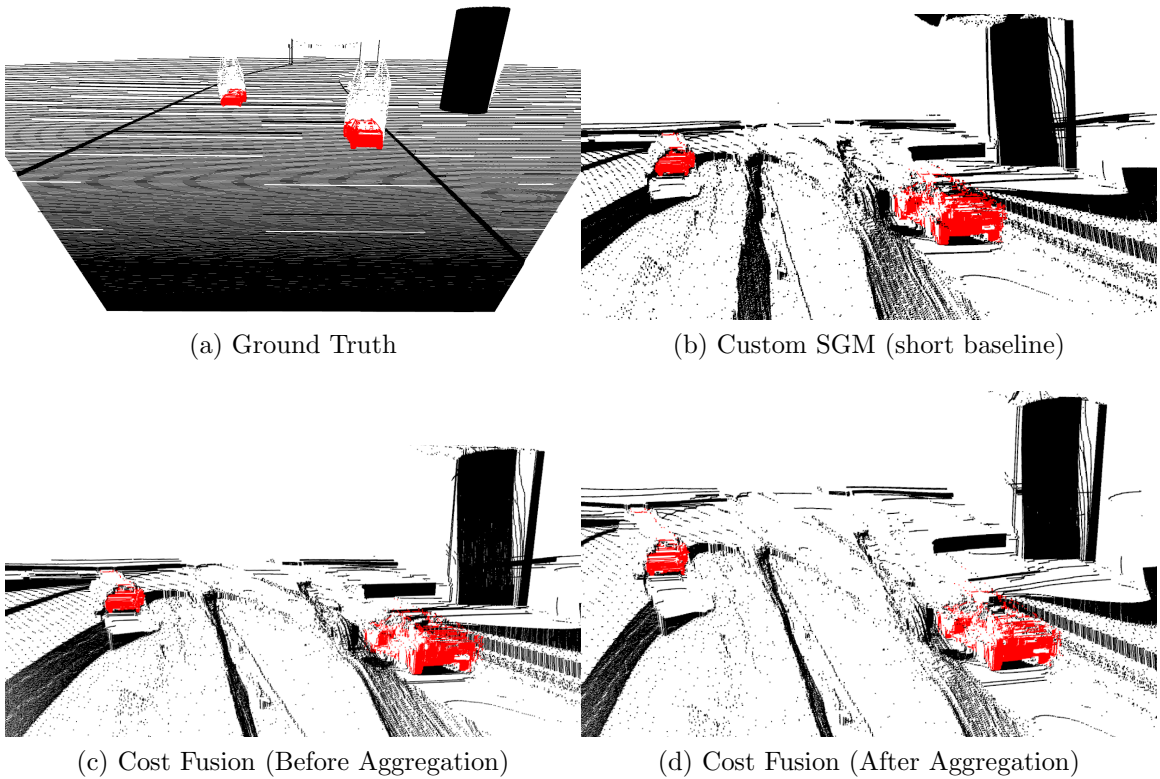 (a) Ground Truth
(b) Custom SGM (short baseline)
(c) Cost Fusion (Before Aggregation)
(d) Cost Fusion (After Aggregation)